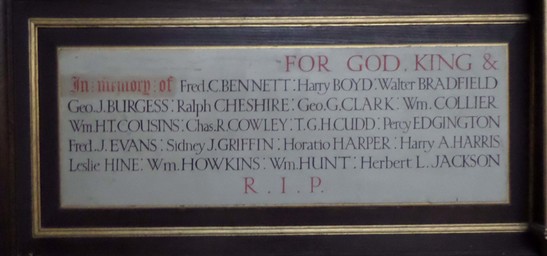 FOR GOD, KING &
In memory of Fred.C.BENNETT: Harry BOYD: Walter BRADFIELD
Geo.J.BURGESS: Ralph CHESHIRE: Geo.G.CLARK: Wm. COLLIER
Wm.H.T.COUSINS: Chas.R.COWLEY: T.G.H.CUDD: Percy EDGINGTON
Fred.J.EVANS: Sidney J.GRIFFIN: Horatio HARPER: Harry A.HARRIS
Leslie HINE: Wm.HOWKINS: Wm.HUNT: Herbert L.JACKSON
R.I.P.